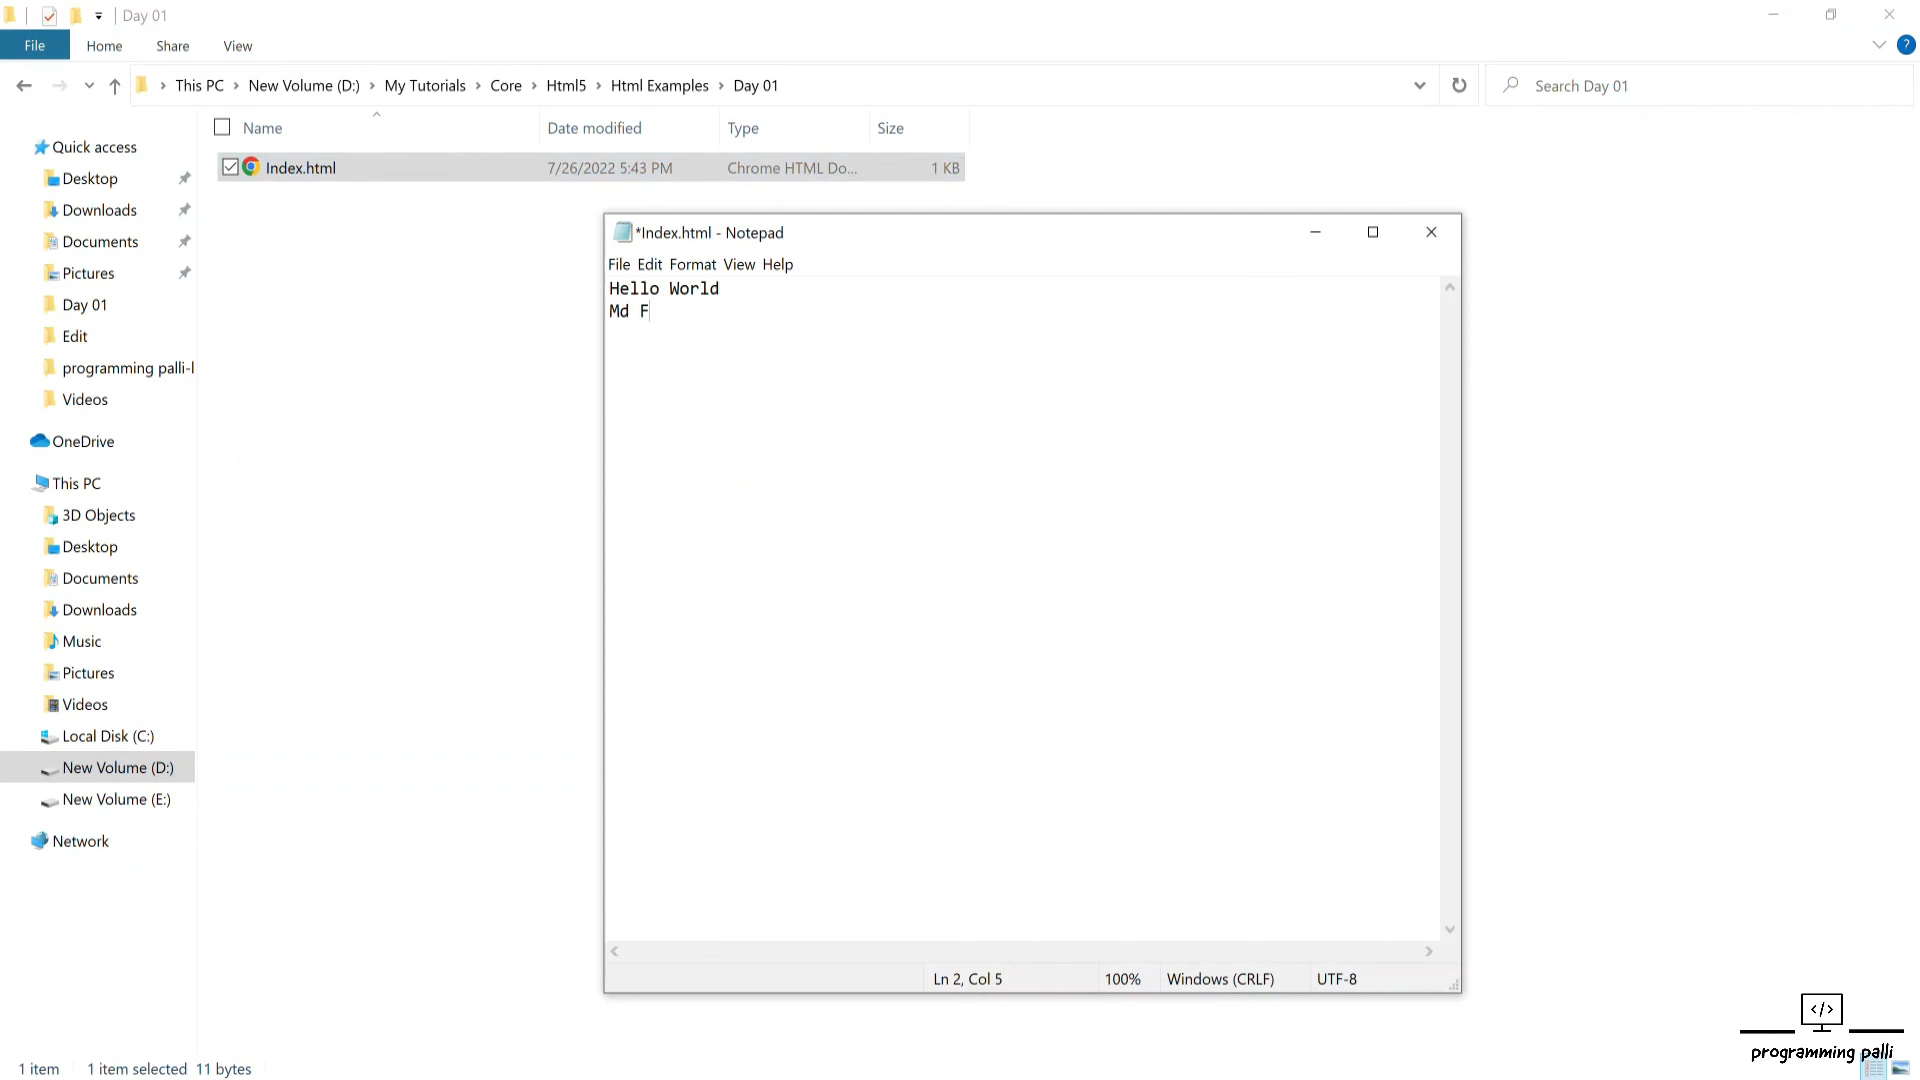 Day 01
File Home Share View
This PC New Volume (D:) My Tutorials Core Html5 Html Examples Day 01
Search Day 01
Name Date modified Type Size
Index.html 7/26/2022 5:43 PM Chrome HTML Do... 1 KB
Quick access
Desktop
Downloads
Documents
Pictures
Day 01
Edit
programming palli-l
Videos
OneDrive
This PC
3D Objects
Desktop
Documents
Downloads
Music
Pictures
Videos
Local Disk (C:)
New Volume (D:)
New Volume (E:)
Network
*Index.html - Notepad
File Edit Format View Help
Hello World
Md F
Ln 2, Col 5 100% Windows (CRLF) UTF-8
</>
programming palli
1 item 1 item selected 11 bytes